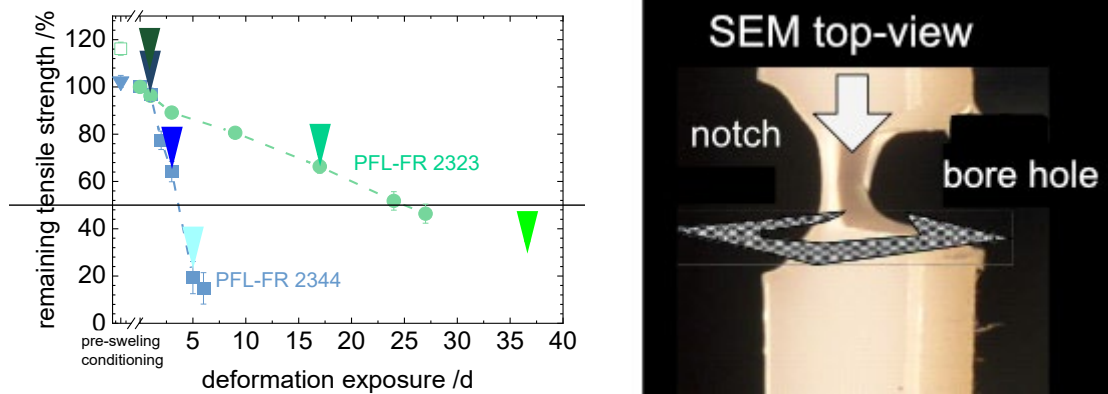 remaining tensile strength /%
120
100
80
60
40
20
0
PFL-FR 2323
PFL-FR 2344
pre-sweling
conditioning
5
10
15
20
25
30
35
40
deformation exposure /d
SEM top-view
notch
bore hole